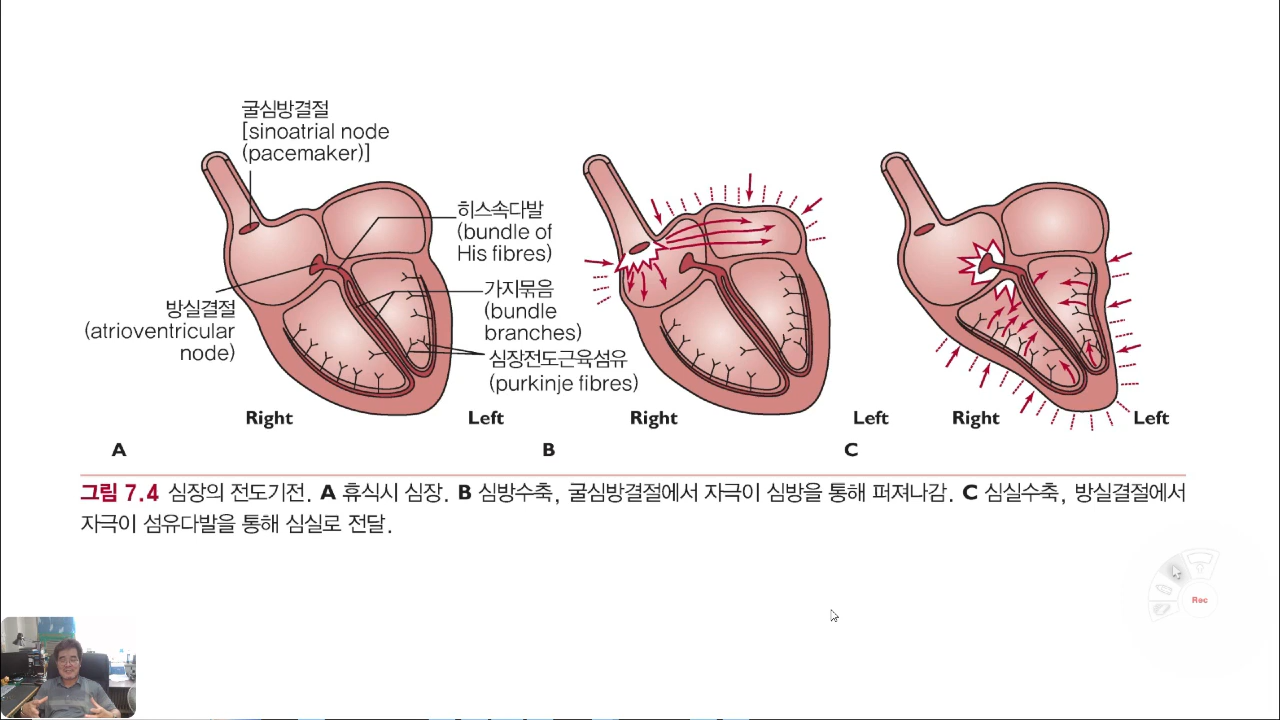 굴심방결절
[sinoatrial node
(pacemaker)]
히스속다발
(bundle of
His fibres)
방실결절
(atrioventricular
node)
가지묶음
(bundle
branches)
심장전도근육섬유
(purkinje fibres)
Right
Left
Right
Left
Right
Left
A
B
C
그림 7.4 심장의 전도기전. A 휴식시 심장. B 심방수축, 굴심방결절에서 자극이 심방을 통해 퍼져나감. C 심실수축, 방실결절에서
자극이 섬유다발을 통해 심실로 전달.
Rec